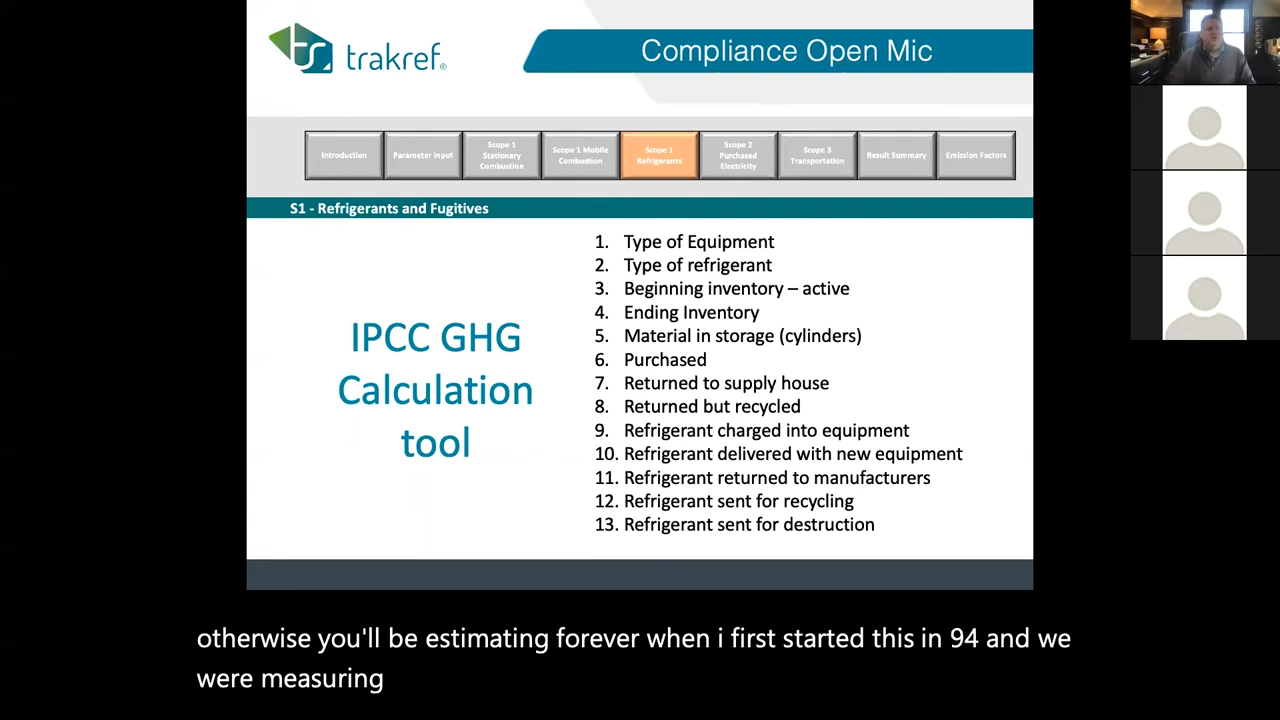 trakref®
Compliance Open Mic
Introduction
Parameter Input
Scope 1
Stationary
Combustion
Scope 1 Mobile
Combustion
Scope 1
Refrigerants
Scope 2
Purchased
Electricity
Scope 3
Transportation
Result Summary
Emission Factors
S1 - Refrigerants and Fugitives
IPCC GHG
Calculation
tool
1. Type of Equipment
2. Type of refrigerant
3. Beginning inventory – active
4. Ending Inventory
5. Material in storage (cylinders)
6. Purchased
7. Returned to supply house
8. Returned but recycled
9. Refrigerant charged into equipment
10. Refrigerant delivered with new equipment
11. Refrigerant returned to manufacturers
12. Refrigerant sent for recycling
13. Refrigerant sent for destruction
otherwise you'll be estimating forever when i first started this in 94 and we
were measuring